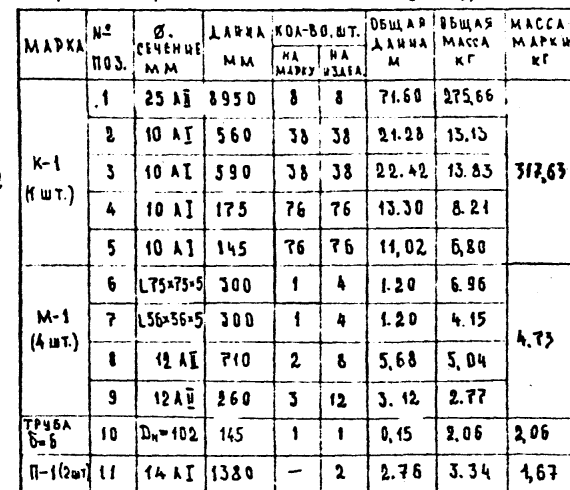 МАРКА № ПОЗ. Ø. СЕЧЕНИЕ ММ ДЛИНА ММ КОЛ-ВО, ШТ. НА МАРКУ НА ИЗДЕЛ. ОБЩАЯ ДЛИНА М ОБЩАЯ МАССА КГ МАССА МАРКИ КГ
К-1 (1 ШТ.) 317,63
1 25 АII 8950 8 8 71.60 275,66
2 10 АI 560 38 38 21.28 13.13
3 10 АI 590 38 38 22.42 13.83
4 10 АI 175 76 76 13.30 8.21
5 10 АI 145 76 76 11,02 6,80
М-1 (4 ШТ.) 4.73
6 L75×75×5 300 1 4 1.20 6.96
7 L56×36×5 300 1 4 1.20 4.15
8 12 АI 710 2 8 5,68 5,04
9 12 АII 260 3 12 3.12 2.77
ТРУБА δ=6 10 Dн=102 145 1 1 0,15 2,06 2,06
П-1(2шт) 11 14 АI 1380 — 2 2.76 3.34 1,67